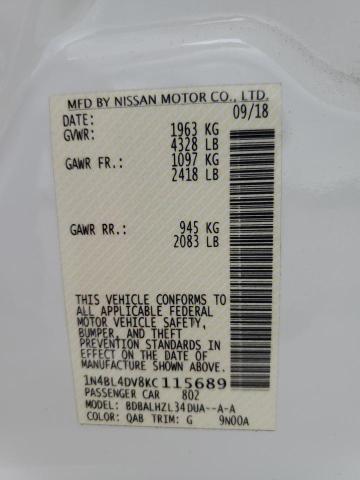 MFD BY NISSAN MOTOR CO., LTD.
DATE: 09/18
GVWR: 1963 KG
4328 LB
GAWR FR.: 1097 KG
2418 LB
GAWR RR.: 945 KG
2083 LB
THIS VEHICLE CONFORMS TO
ALL APPLICABLE FEDERAL
MOTOR VEHICLE SAFETY,
BUMPER, AND THEFT
PREVENTION STANDARDS
IN EFFECT ON THE DATE OF
MANUFACTURE SHOWN ABOVE.
1N4BL4DV8KC115689
PASSENGER CAR 802
MODEL: BDBALHZL34DUA--A-A
COLOR: QAB TRIM: G 9N00A